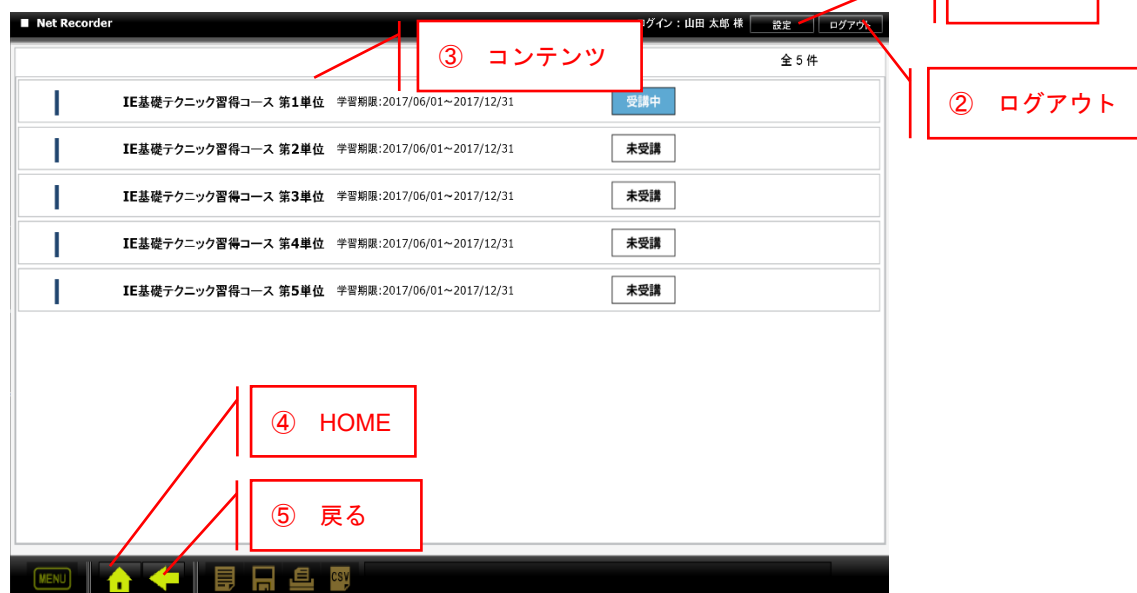 ■ Net Recorder
グイン：山田 太郎 様
設定
ログアウト
③ コンテンツ
全 5 件
② ログアウト
IE基礎テクニック習得コース 第1単位 学習期限:2017/06/01~2017/12/31 受講中
IE基礎テクニック習得コース 第2単位 学習期限:2017/06/01~2017/12/31 未受講
IE基礎テクニック習得コース 第3単位 学習期限:2017/06/01~2017/12/31 未受講
IE基礎テクニック習得コース 第4単位 学習期限:2017/06/01~2017/12/31 未受講
IE基礎テクニック習得コース 第5単位 学習期限:2017/06/01~2017/12/31 未受講
④ HOME
⑤ 戻る
MENU
CSV